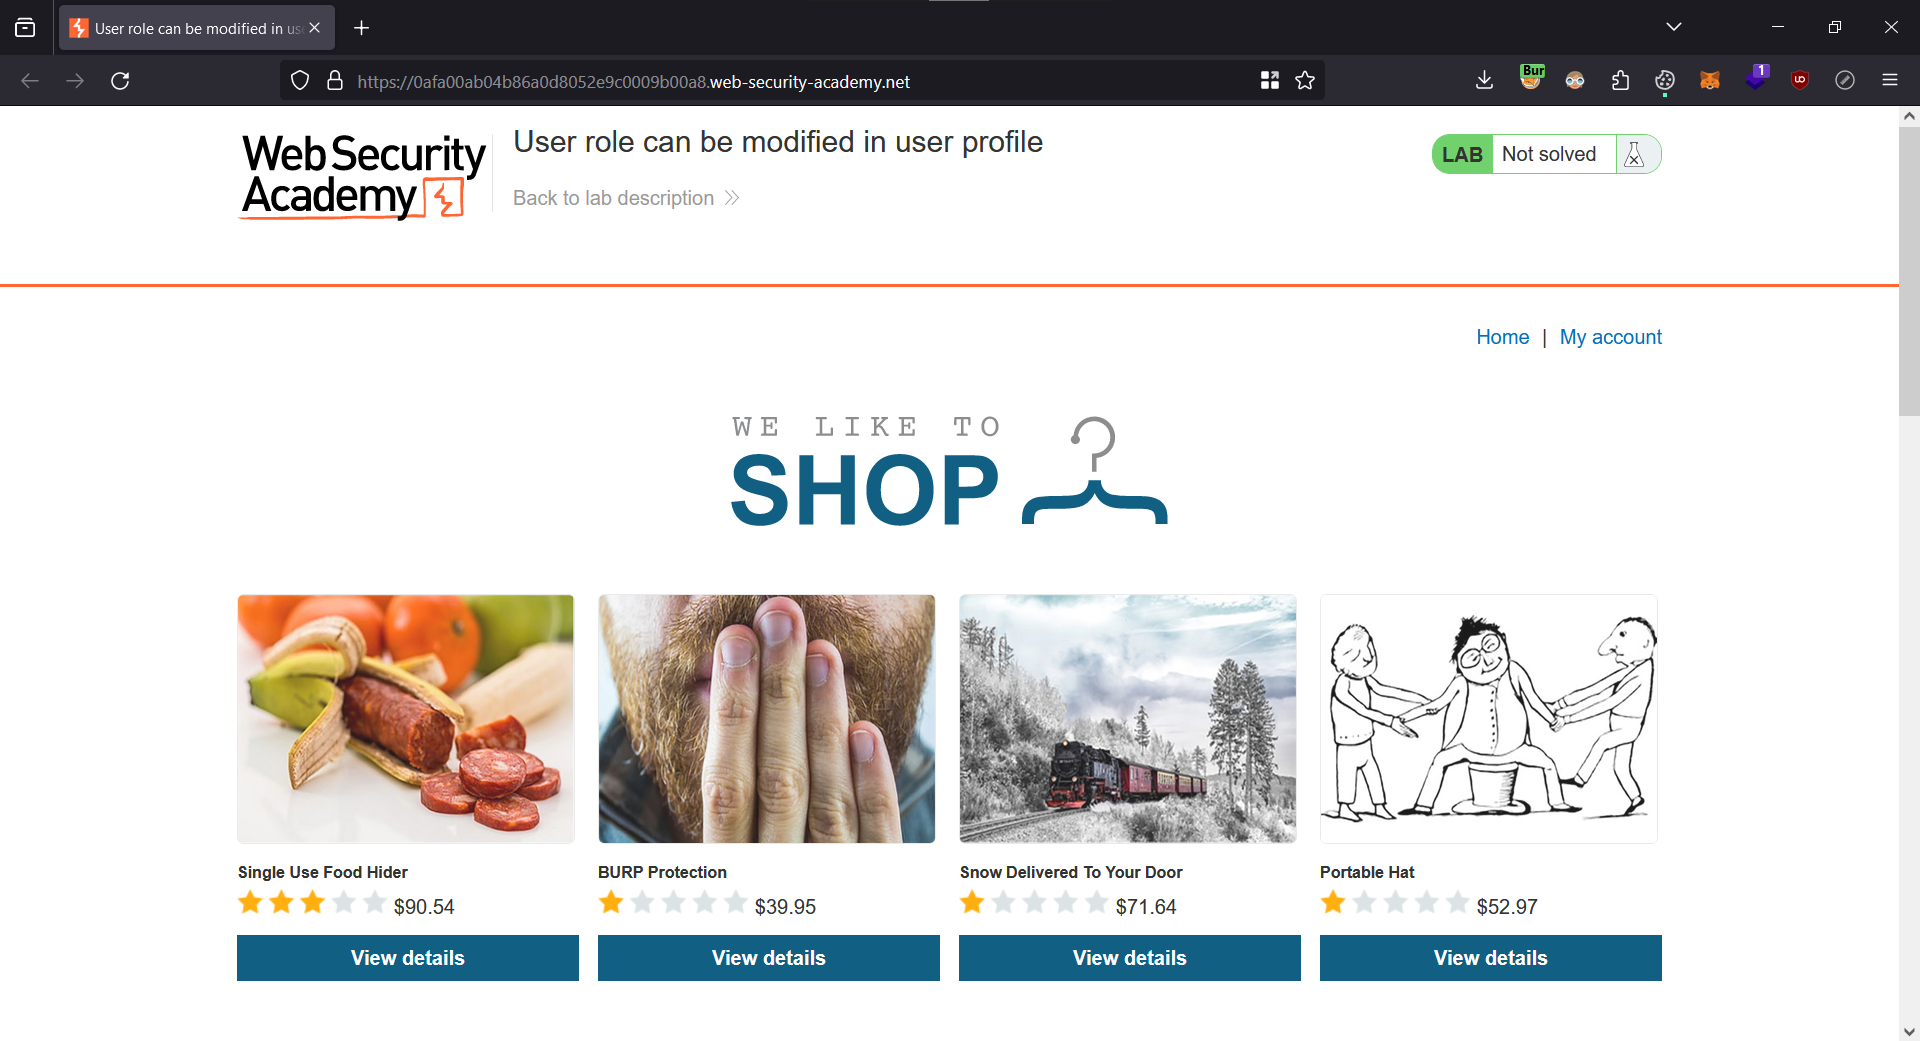 User role can be modified in us
https://0afa00ab04b86a0d8052e9c0009b00a8.web-security-academy.net
Bur
1
Web Security
Academy
User role can be modified in user profile
Back to lab description
LAB Not solved
Home | My account
WE LIKE TO
SHOP
Single Use Food Hider
$90.54
View details
BURP Protection
$39.95
View details
Snow Delivered To Your Door
$71.64
View details
Portable Hat
$52.97
View details